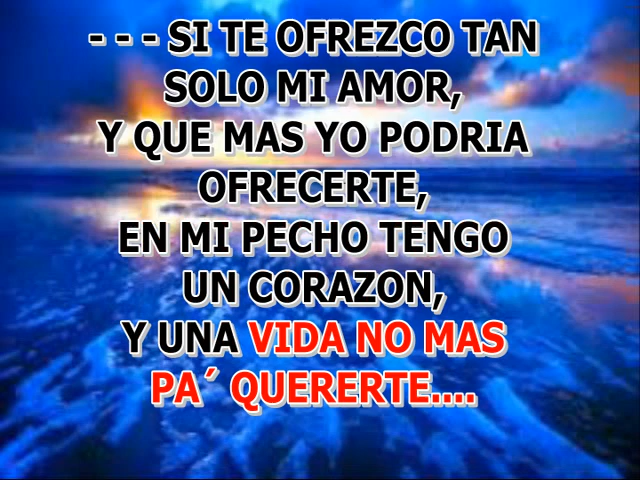 - - - SI TE OFREZCO TAN
SOLO MI AMOR,
Y QUE MAS YO PODRIA
OFRECERTE,
EN MI PECHO TENGO
UN CORAZON,
Y UNA VIDA NO MAS
PA´ QUERERTE....